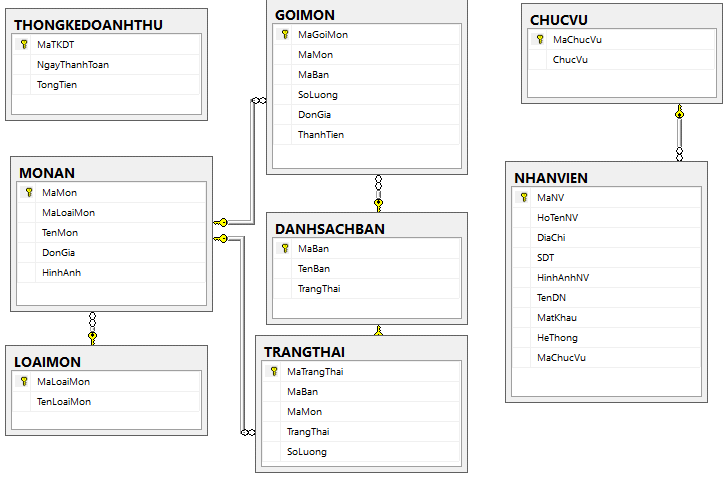 THONGKEDOANHTHU
MaTKDT
NgayThanhToan
TongTien
GOIMON
MaGoiMon
MaMon
MaBan
SoLuong
DonGia
ThanhTien
CHUCVU
MaChucVu
ChucVu
MONAN
MaMon
MaLoaiMon
TenMon
DonGia
HinhAnh
NHANVIEN
MaNV
HoTenNV
DiaChi
SDT
HinhAnhNV
TenDN
MatKhau
HeThong
MaChucVu
DANHSACHBAN
MaBan
TenBan
TrangThai
LOAIMON
MaLoaiMon
TenLoaiMon
TRANGTHAI
MaTrangThai
MaBan
MaMon
TrangThai
SoLuong